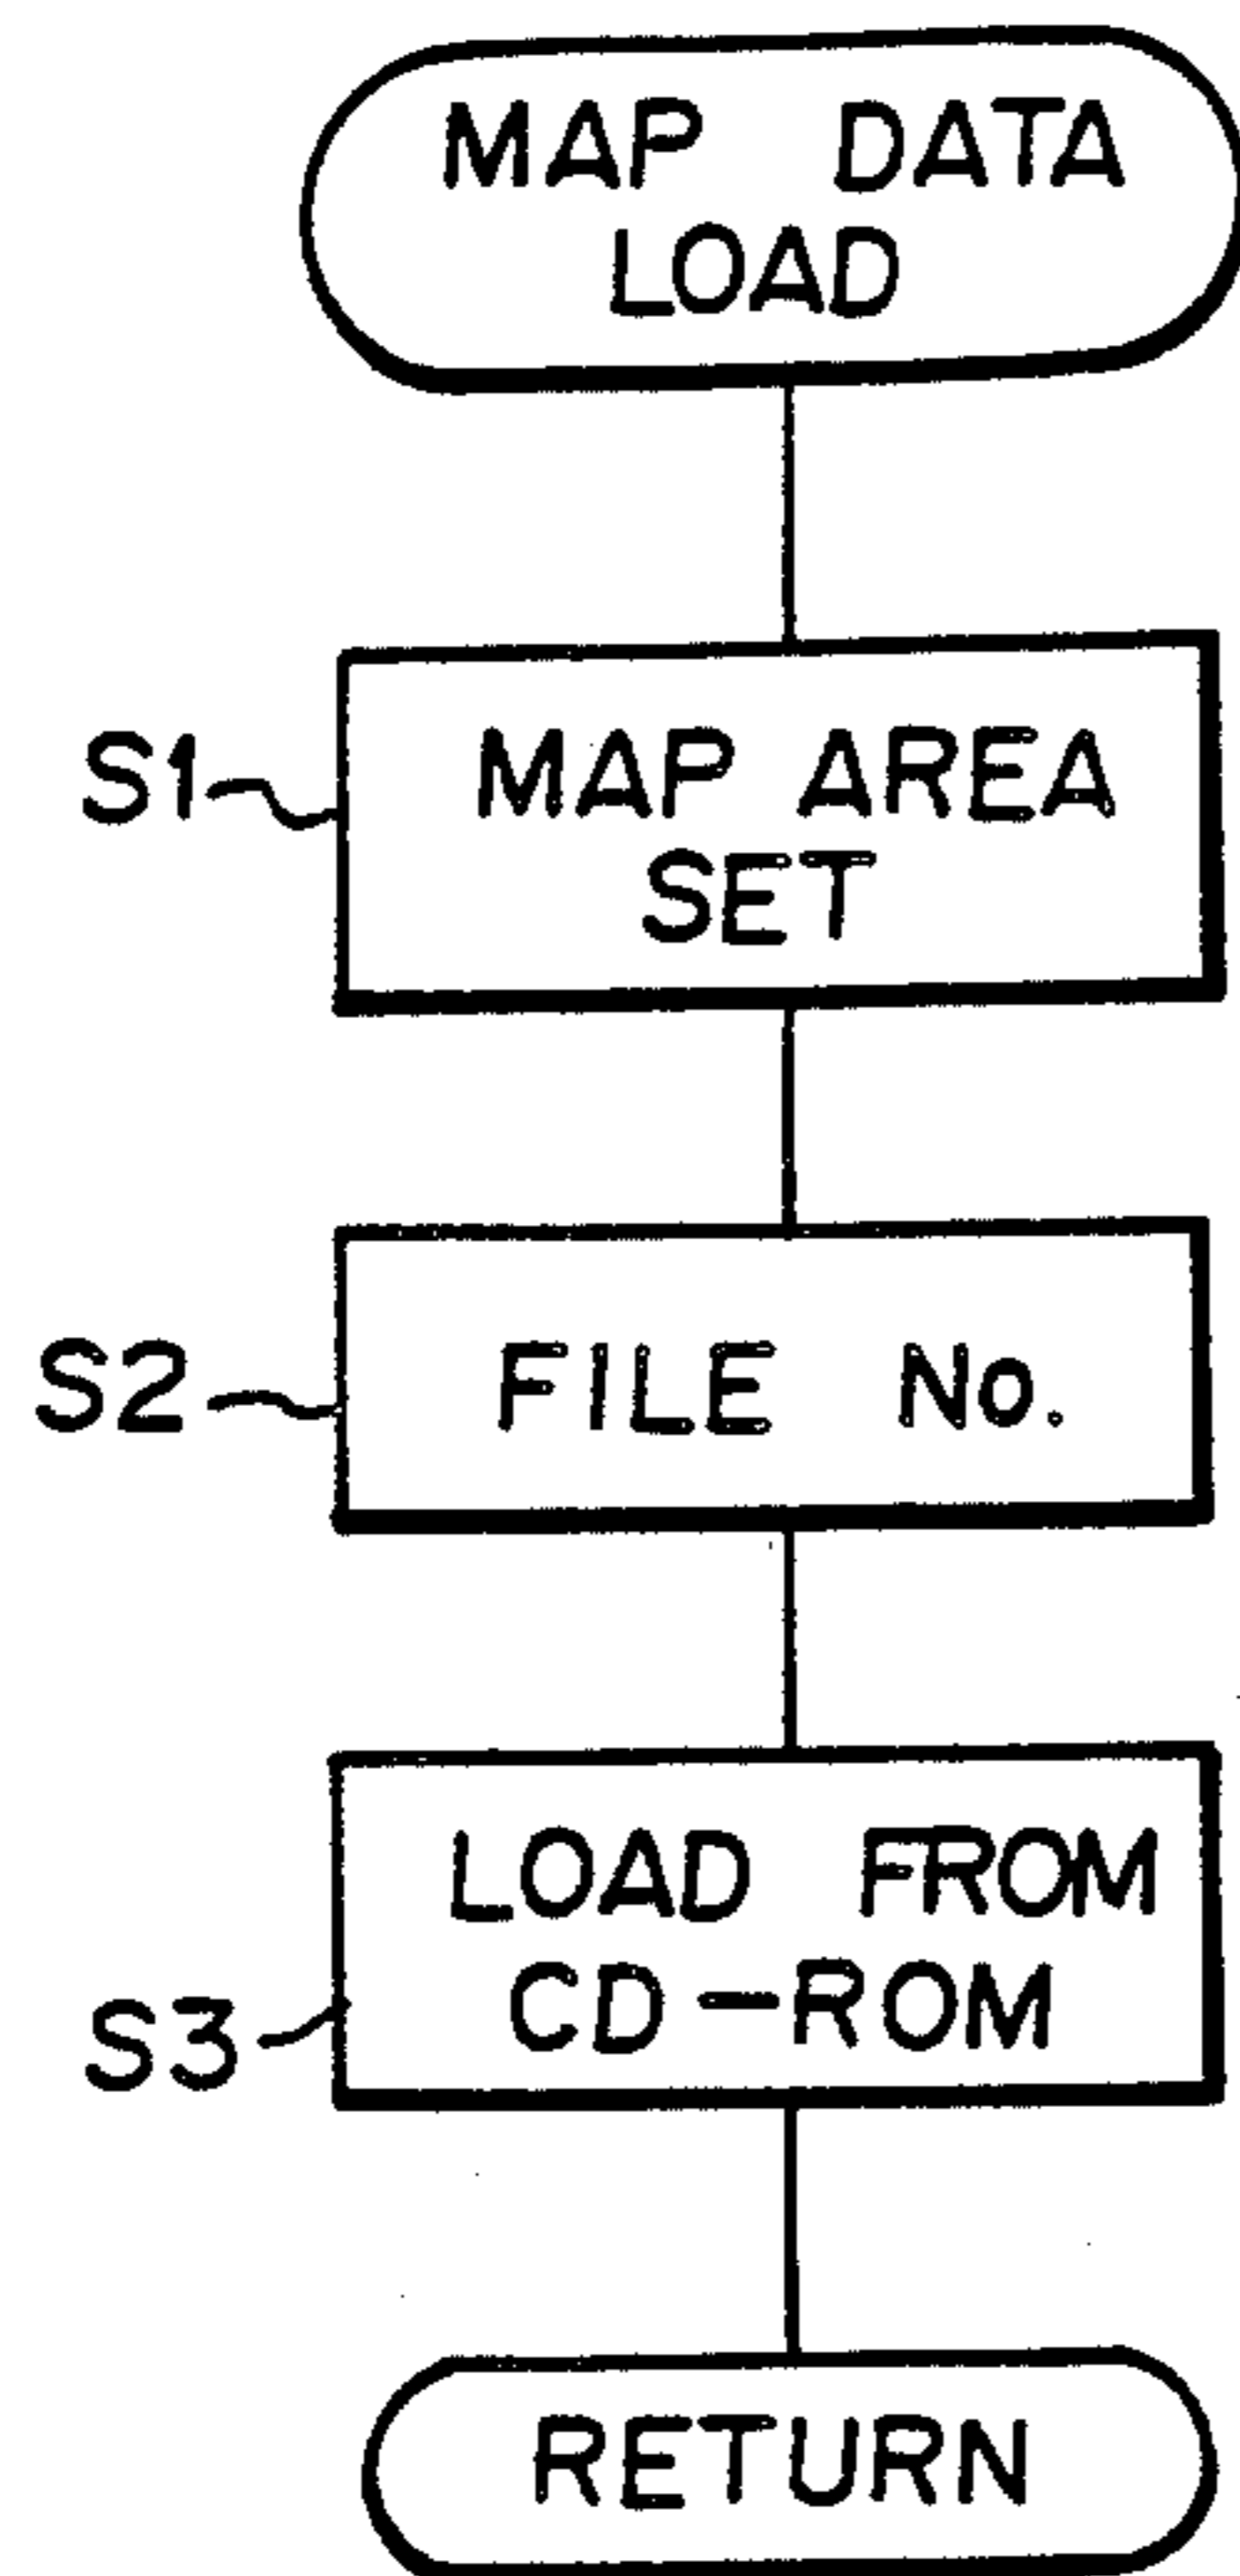 MAP DATA
LOAD
S1
MAP AREA
SET
S2
FILE No.
LOAD FROM
CD-ROM
S3
RETURN